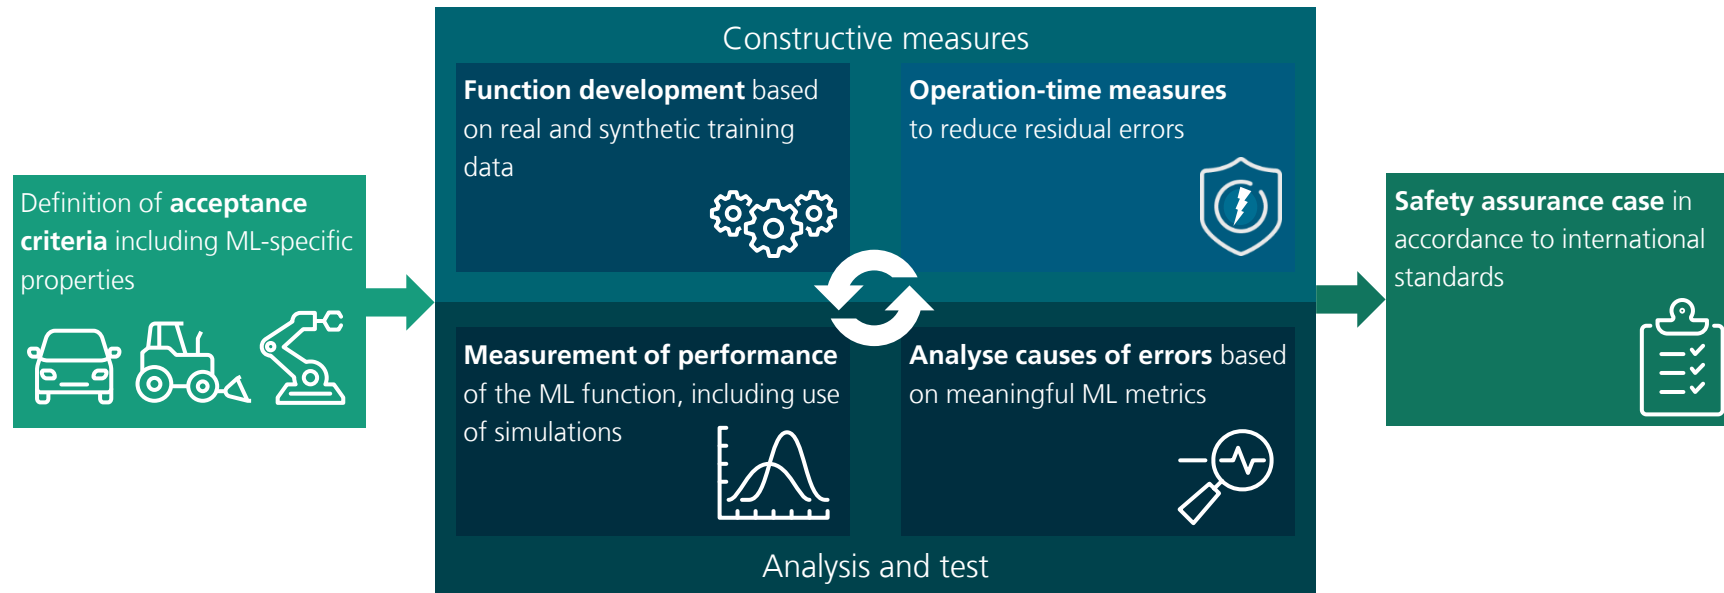 Definition of acceptance
criteria including ML-specific
properties
Constructive measures
Function development based
on real and synthetic training
data
Operation-time measures
to reduce residual errors
Measurement of performance
of the ML function, including use
of simulations
Analyse causes of errors based
on meaningful ML metrics
Analysis and test
Safety assurance case in
accordance to international
standards